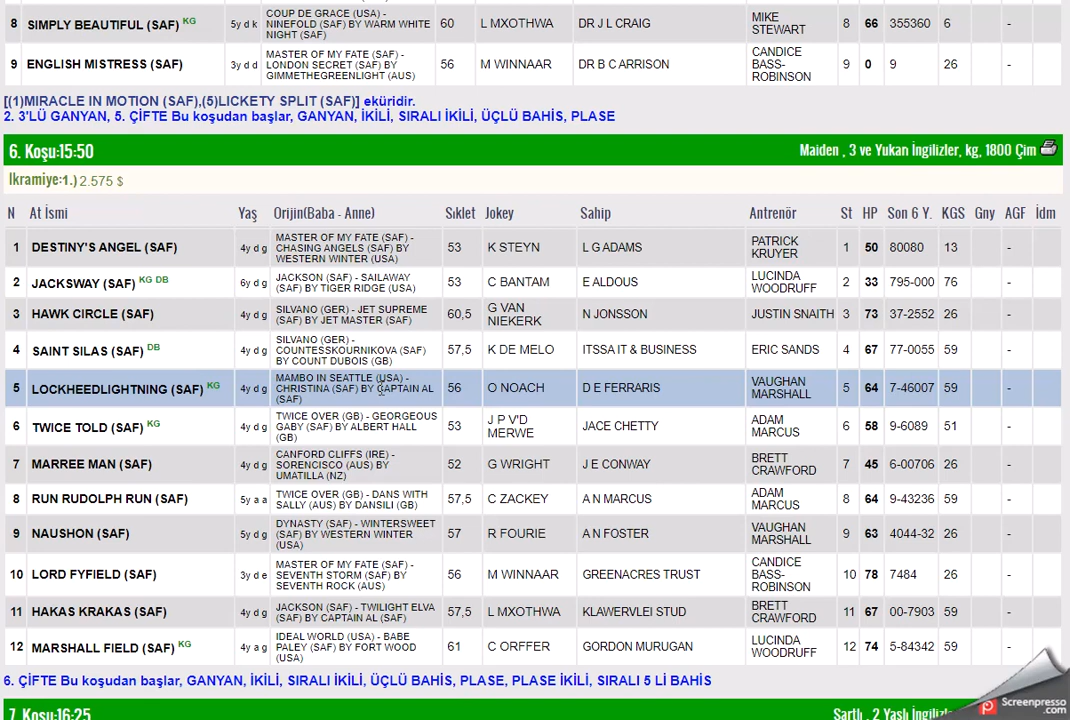 8 SIMPLY BEAUTIFUL (SAF) KG 5y d k COUP DE GRACE (USA) - NINEFOLD (SAF) BY WARM WHITE NIGHT (SAF) 60 L MXOTHWA DR J L CRAIG MIKE STEWART 8 66 355360 6 -
9 ENGLISH MISTRESS (SAF) 3y d d MASTER OF MY FATE (SAF) - LONDON SECRET (SAF) BY GIMMETHEGREENLIGHT (AUS) 56 M WINNAAR DR B C ARRISON CANDICE BASS-ROBINSON 9 0 9 26 -
[(1)MIRACLE IN MOTION (SAF),(5)LICKETY SPLIT (SAF)] eküridir.
2. 3'LÜ GANYAN, 5. ÇİFTE Bu koşudan başlar, GANYAN, İKİLİ, SIRALI İKİLİ, ÜÇLÜ BAHİS, PLASE
6. Koşu:15:50 Maiden , 3 ve Yukarı İngilizler, kg, 1800 Çim
İkramiye:1.) 2.575 $
N At İsmi Yaş Orijin(Baba - Anne) Sıklet Jokey Sahip Antrenör St HP Son 6 Y. KGS Gny AGF İdm
1 DESTINY'S ANGEL (SAF) 4y d g MASTER OF MY FATE (SAF) - CHASING ANGELS (SAF) BY WESTERN WINTER (USA) 53 K STEYN L G ADAMS PATRICK KRUYER 1 50 80080 13 -
2 JACKSWAY (SAF) KG DB 6y d g JACKSON (SAF) - SAILAWAY (SAF) BY TIGER RIDGE (USA) 53 C BANTAM E ALDOUS LUCINDA WOODRUFF 2 33 795-000 76 -
3 HAWK CIRCLE (SAF) 4y d g SILVANO (GER) - JET SUPREME (SAF) BY JET MASTER (SAF) 60,5 G VAN NIEKERK N JONSSON JUSTIN SNAITH 3 73 37-2552 26 -
4 SAINT SILAS (SAF) DB 4y d g SILVANO (GER) - COUNTESSKOURNIKOVA (SAF) BY COUNT DUBOIS (GB) 57,5 K DE MELO ITSSA IT & BUSINESS ERIC SANDS 4 67 77-0055 59 -
5 LOCKHEEDLIGHTNING (SAF) KG 4y d g MAMBO IN SEATTLE (USA) - CHRISTINA (SAF) BY CAPTAIN AL (SAF) 56 O NOACH D E FERRARIS VAUGHAN MARSHALL 5 64 7-46007 59 -
6 TWICE TOLD (SAF) KG 4y d g TWICE OVER (GB) - GEORGEOUS GABY (SAF) BY ALBERT HALL (GB) 53 J P V'D MERWE JACE CHETTY ADAM MARCUS 6 58 9-6089 51 -
7 MARREE MAN (SAF) 4y d g CANFORD CLIFFS (IRE) - SORENCISCO (AUS) BY UMATILLA (NZ) 52 G WRIGHT J E CONWAY BRETT CRAWFORD 7 45 6-00706 26 -
8 RUN RUDOLPH RUN (SAF) 5y a a TWICE OVER (GB) - DANS WITH SALLY (AUS) BY DANSILI (GB) 57,5 C ZACKEY A N MARCUS ADAM MARCUS 8 64 9-43236 59 -
9 NAUSHON (SAF) 5y d g DYNASTY (SAF) - WINTERSWEET (SAF) BY WESTERN WINTER (USA) 57 R FOURIE A N FOSTER VAUGHAN MARSHALL 9 63 4044-32 26 -
10 LORD FYFIELD (SAF) 3y d e MASTER OF MY FATE (SAF) - SEVENTH STORM (SAF) BY SEVENTH ROCK (AUS) 56 M WINNAAR GREENACRES TRUST CANDICE BASS-ROBINSON 10 78 7484 26 -
11 HAKAS KRAKAS (SAF) 4y d g JACKSON (SAF) - TWILIGHT ELVA (SAF) BY CAPTAIN AL (SAF) 57,5 L MXOTHWA KLAWERVLEI STUD BRETT CRAWFORD 11 67 00-7903 59 -
12 MARSHALL FIELD (SAF) KG 4y a g IDEAL WORLD (USA) - BABE PALEY (SAF) BY FORT WOOD (USA) 61 C ORFFER GORDON MURUGAN LUCINDA WOODRUFF 12 74 5-84342 59 -
6. ÇİFTE Bu koşudan başlar, GANYAN, İKİLİ, SIRALI İKİLİ, ÜÇLÜ BAHİS, PLASE, PLASE İKİLİ, SIRALI 5 Lİ BAHİS
7. Koşu:16:25 Şartlı , 2 Yaşlı
Screenpresso.com